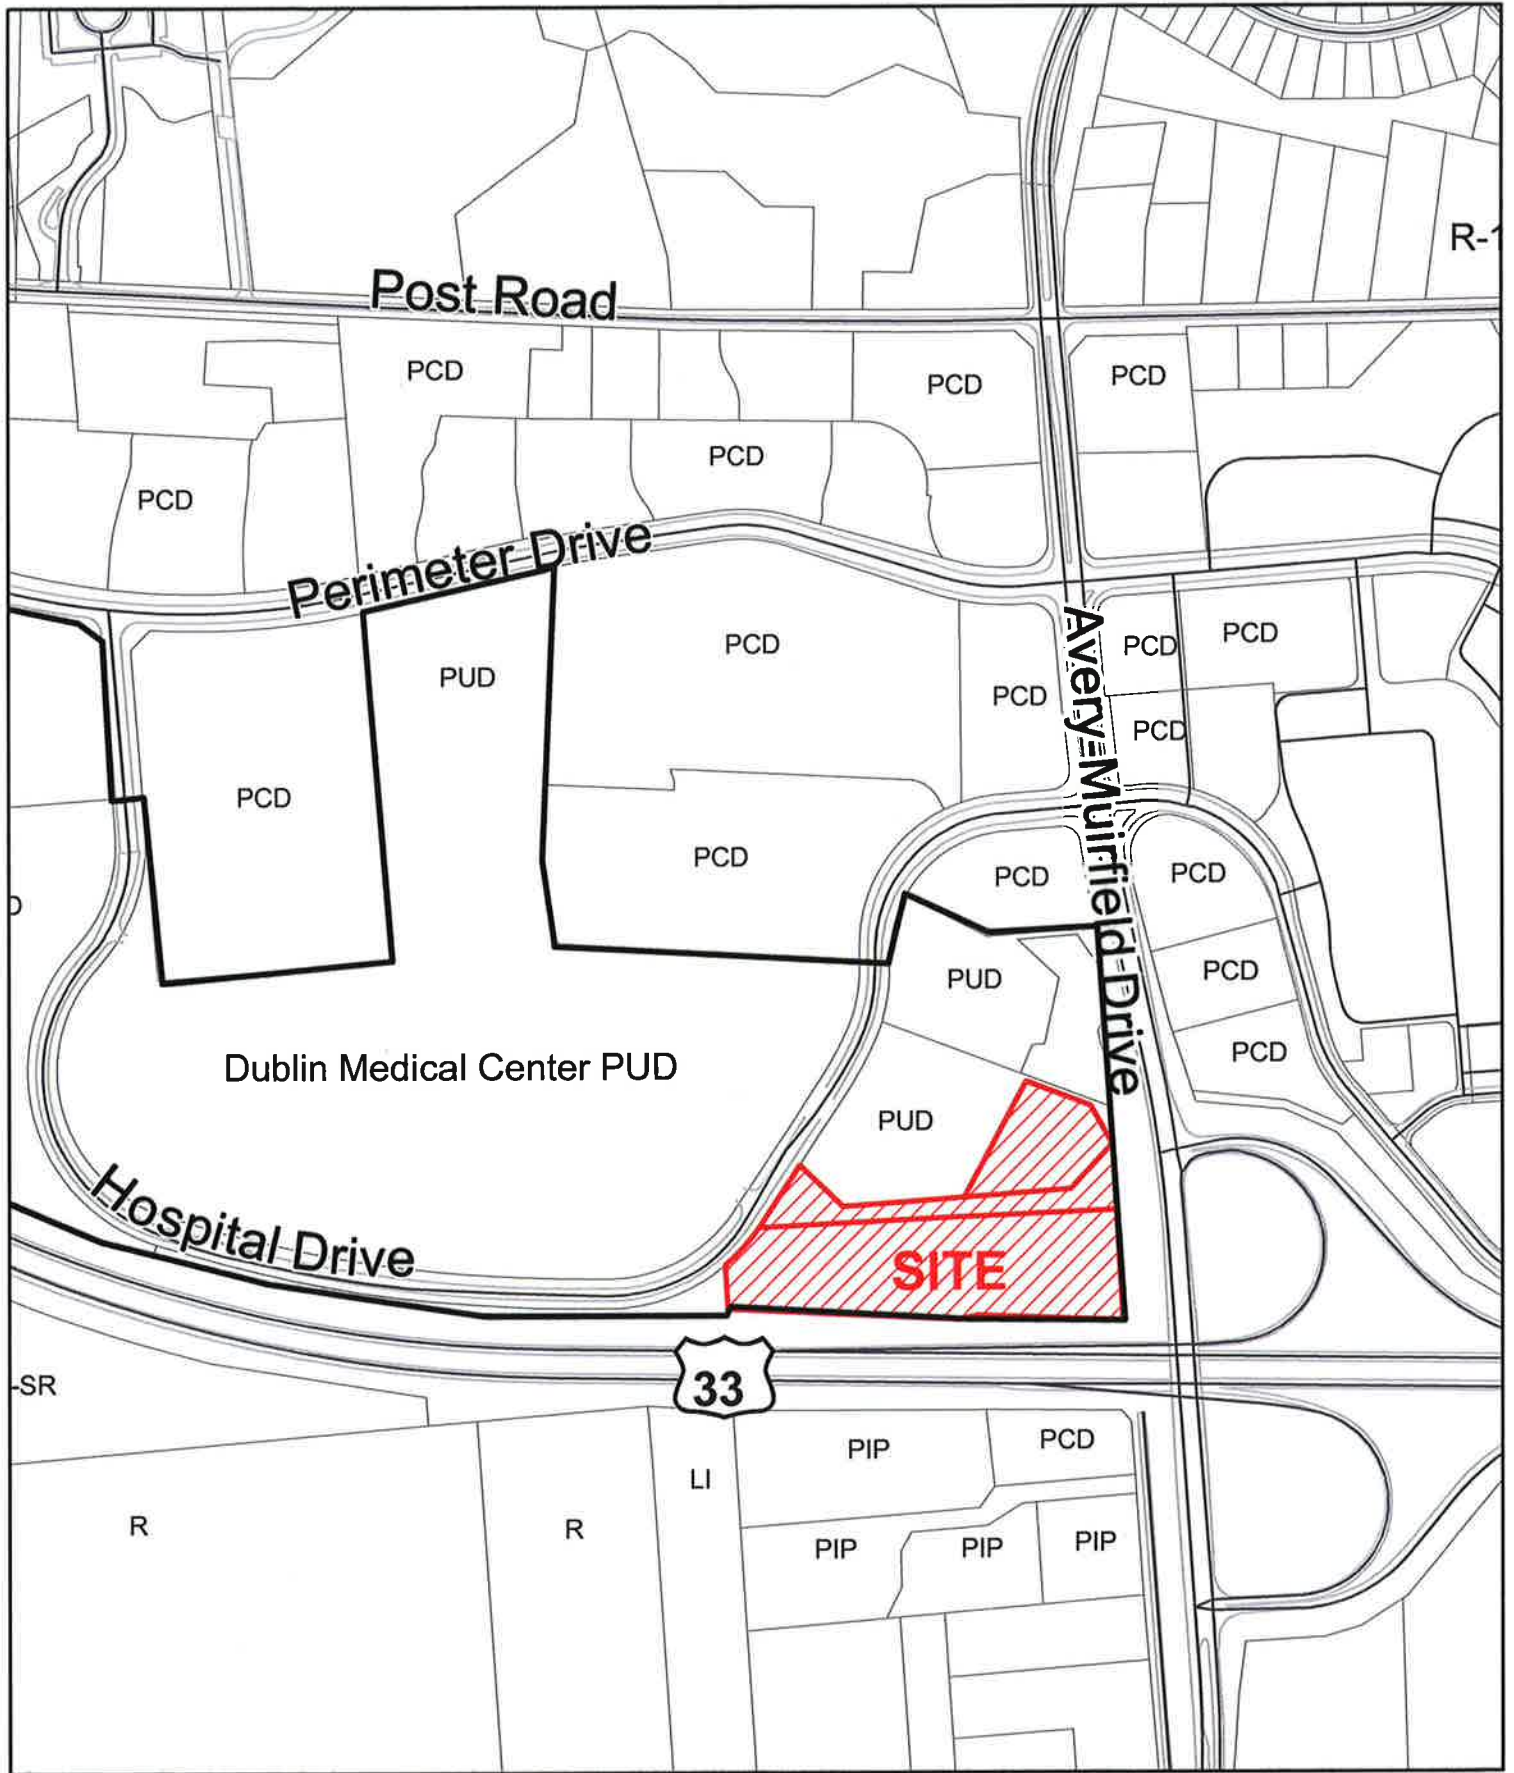 R-1
Post Road
PCD
PCD
PCD
PCD
PCD
Perimeter Drive
PCD
PCD
PCD
PUD
PCD
Avery-Muirfield Drive
PCD
PCD
PCD
PCD
PCD
PUD
PCD
Dublin Medical Center PUD
PCD
PUD
Hospital Drive
SITE
33
-SR
PIP
PCD
LI
R
R
PIP
PIP
PIP